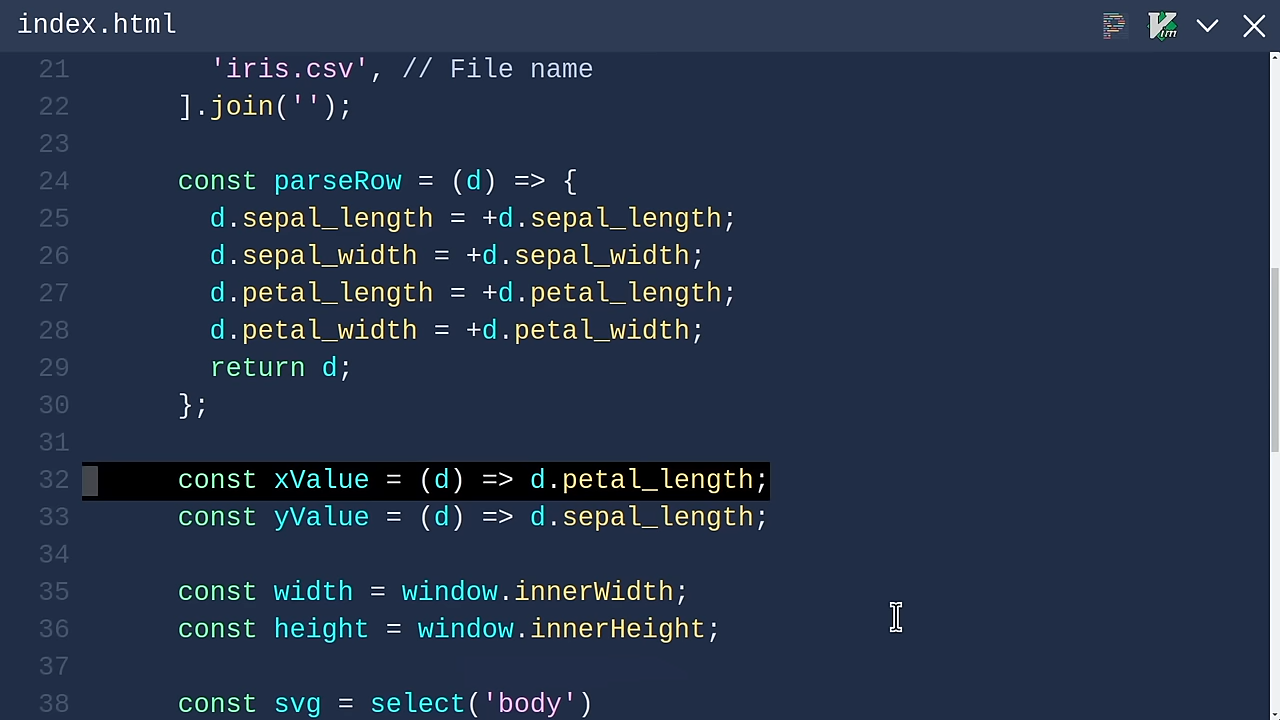 index.html
21 'iris.csv', // File name
22 ].join('');
23
24 const parseRow = (d) => {
25 d.sepal_length = +d.sepal_length;
26 d.sepal_width = +d.sepal_width;
27 d.petal_length = +d.petal_length;
28 d.petal_width = +d.petal_width;
29 return d;
30 };
31
32 const xValue = (d) => d.petal_length;
33 const yValue = (d) => d.sepal_length;
34
35 const width = window.innerWidth;
36 const height = window.innerHeight;
37
38 const svg = select('body')